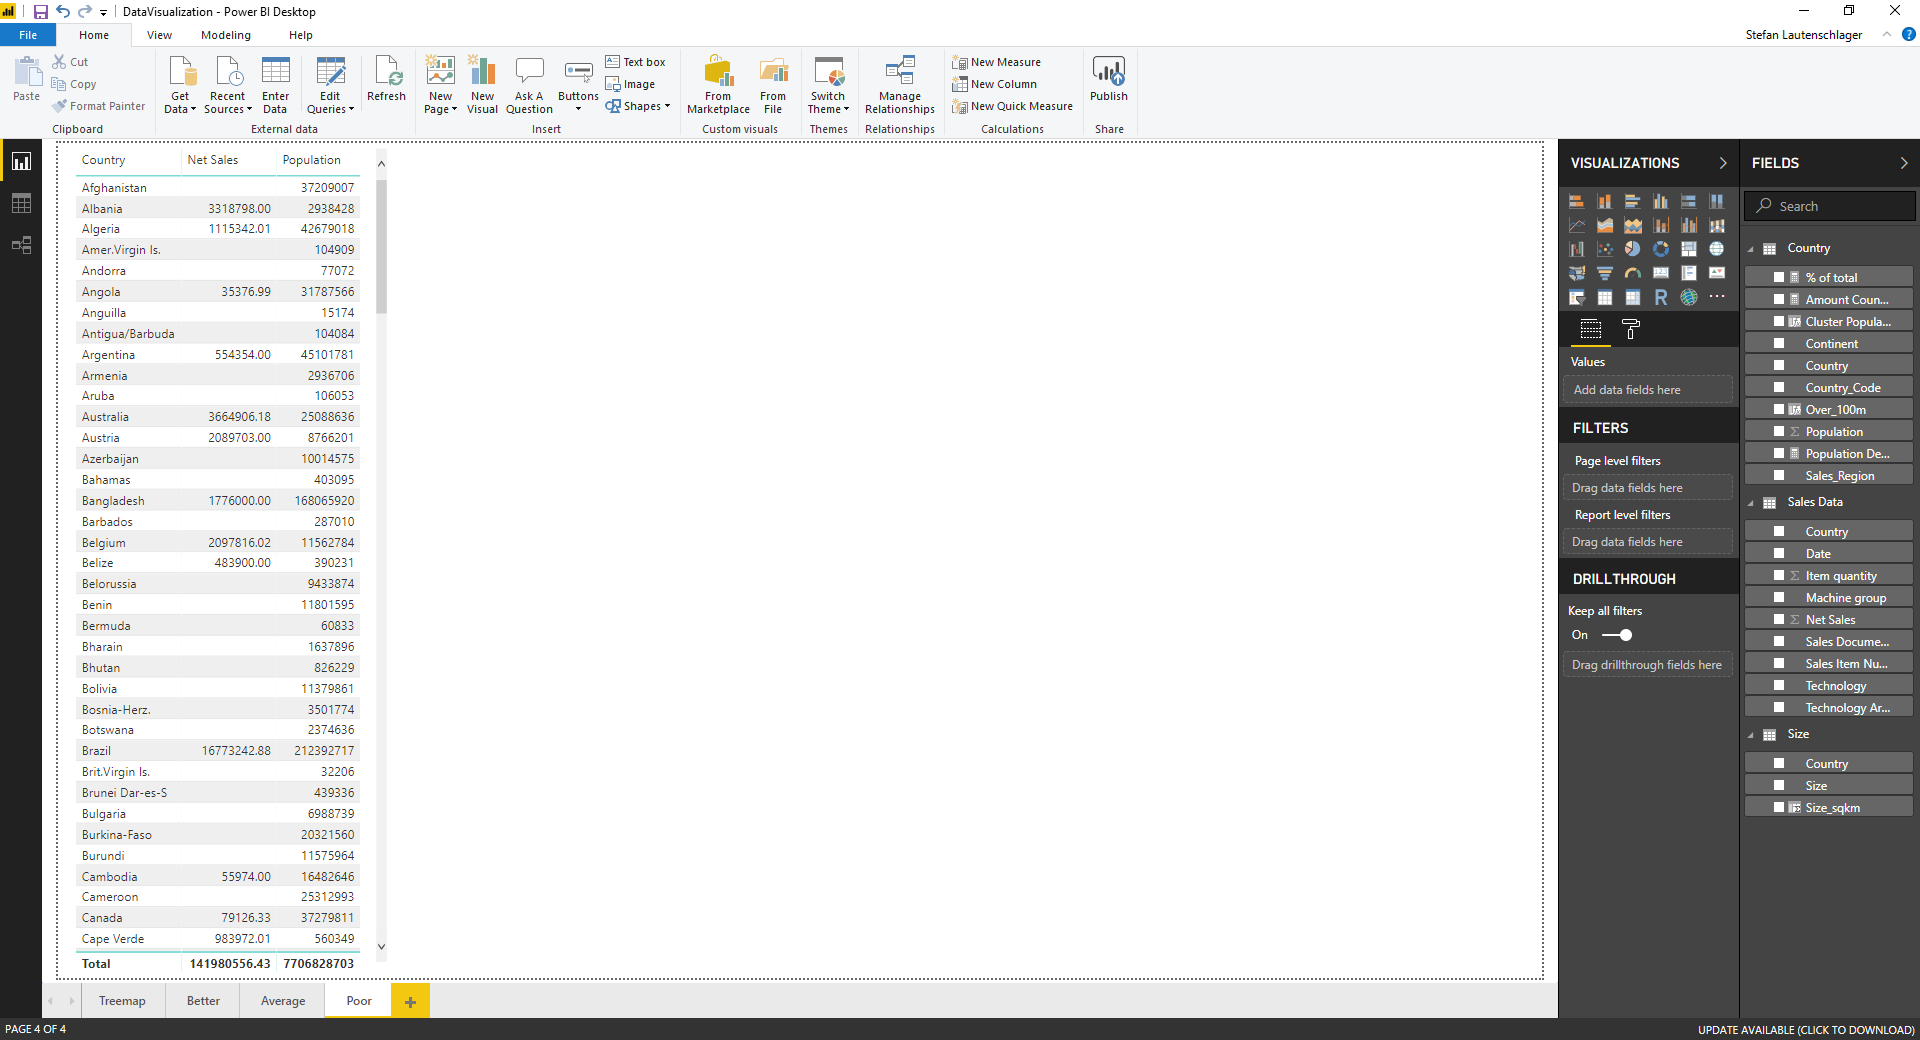 DataVisualization - Power BI Desktop
File Home View Modeling Help Stefan Lautenschlager
Paste Cut Copy Format Painter
Get Data Recent Sources Enter Data Edit Queries Refresh
New Page New Visual Ask A Question Buttons Text box Image Shapes
From Marketplace From File Switch Theme Manage Relationships
New Measure New Column New Quick Measure Publish
Clipboard External data Insert Custom visuals Themes Relationships Calculations Share
Country Net Sales Population
Afghanistan 37209007
Albania 3318798.00 2938428
Algeria 1115342.01 42679018
Amer.Virgin Is. 104909
Andorra 77072
Angola 35376.99 31787566
Anguilla 15174
Antigua/Barbuda 104084
Argentina 554354.00 45101781
Armenia 2936706
Aruba 106053
Australia 3664906.18 25088636
Austria 2089703.00 8766201
Azerbaijan 10014575
Bahamas 403095
Bangladesh 1776000.00 168065920
Barbados 287010
Belgium 2097816.02 11562784
Belize 483900.00 390231
Belorussia 9433874
Benin 11801595
Bermuda 60833
Bharain 1637896
Bhutan 826229
Bolivia 11379861
Bosnia-Herz. 3501774
Botswana 2374636
Brazil 16773242.88 212392717
Brit.Virgin Is. 32206
Brunei Dar-es-S 439336
Bulgaria 6988739
Burkina-Faso 20321560
Burundi 11575964
Cambodia 55974.00 16482646
Cameroon 25312993
Canada 79126.33 37279811
Cape Verde 983972.01 560349
Total 141980556.43 7706828703
VISUALIZATIONS
R
Values
Add data fields here
FILTERS
Page level filters
Drag data fields here
Report level filters
Drag data fields here
DRILLTHROUGH
Keep all filters
On
Drag drillthrough fields here
FIELDS
Search
Country
% of total
Amount Coun...
Cluster Popula...
Continent
Country
Country_Code
Over_100m
Population
Population De...
Sales_Region
Sales Data
Country
Date
Item quantity
Machine group
Net Sales
Sales Docume...
Sales Item Nu...
Technology
Technology Ar...
Size
Country
Size
Size_sqkm
Treemap Better Average Poor
PAGE 4 OF 4 UPDATE AVAILABLE (CLICK TO DOWNLOAD)